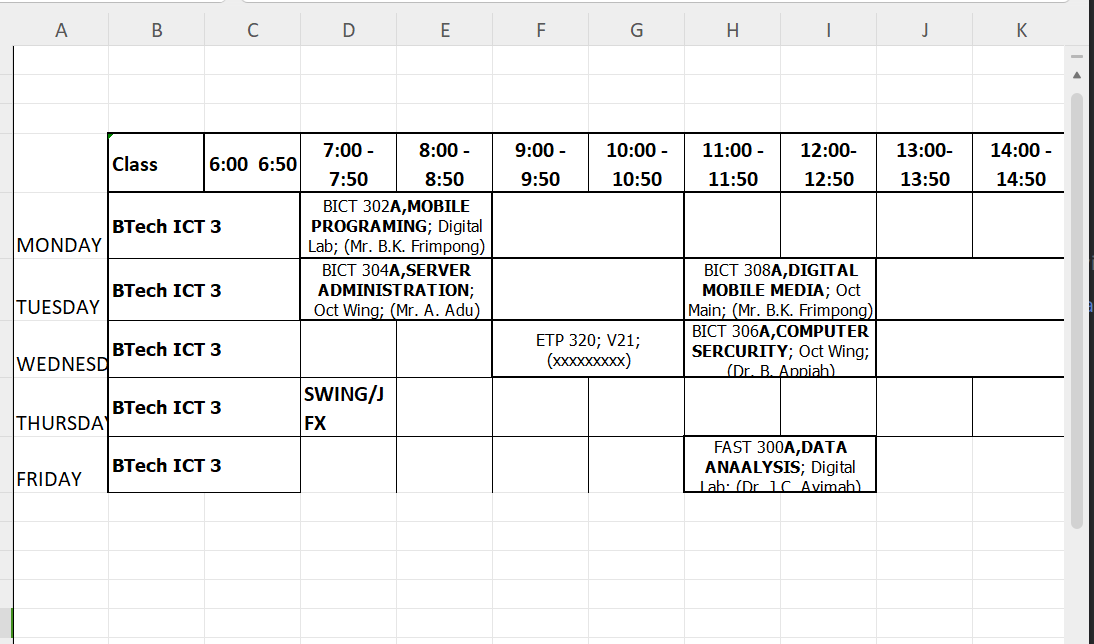 A B C D E F G H I J K
Class 6:00 6:50 7:00 - 7:50 8:00 - 8:50 9:00 - 9:50 10:00 - 10:50 11:00 - 11:50 12:00- 12:50 13:00- 13:50 14:00 - 14:50
MONDAY
BTech ICT 3
BICT 302A,MOBILE
PROGRAMING; Digital
Lab; (Mr. B.K. Frimpong)
TUESDAY
BTech ICT 3
BICT 304A,SERVER
ADMINISTRATION;
Oct Wing; (Mr. A. Adu)
BICT 308A,DIGITAL
MOBILE MEDIA; Oct
Main; (Mr. B.K. Frimpong)
WEDNESD
BTech ICT 3
ETP 320; V21;
(xxxxxxxxx)
BICT 306A,COMPUTER
SERCURITY; Oct Wing;
(Dr. B. Appiah)
THURSDAY
BTech ICT 3
SWING/J
FX
FRIDAY
BTech ICT 3
FAST 300A,DATA
ANAALYSIS; Digital
Lab; (Dr. J.C. Ayimah)